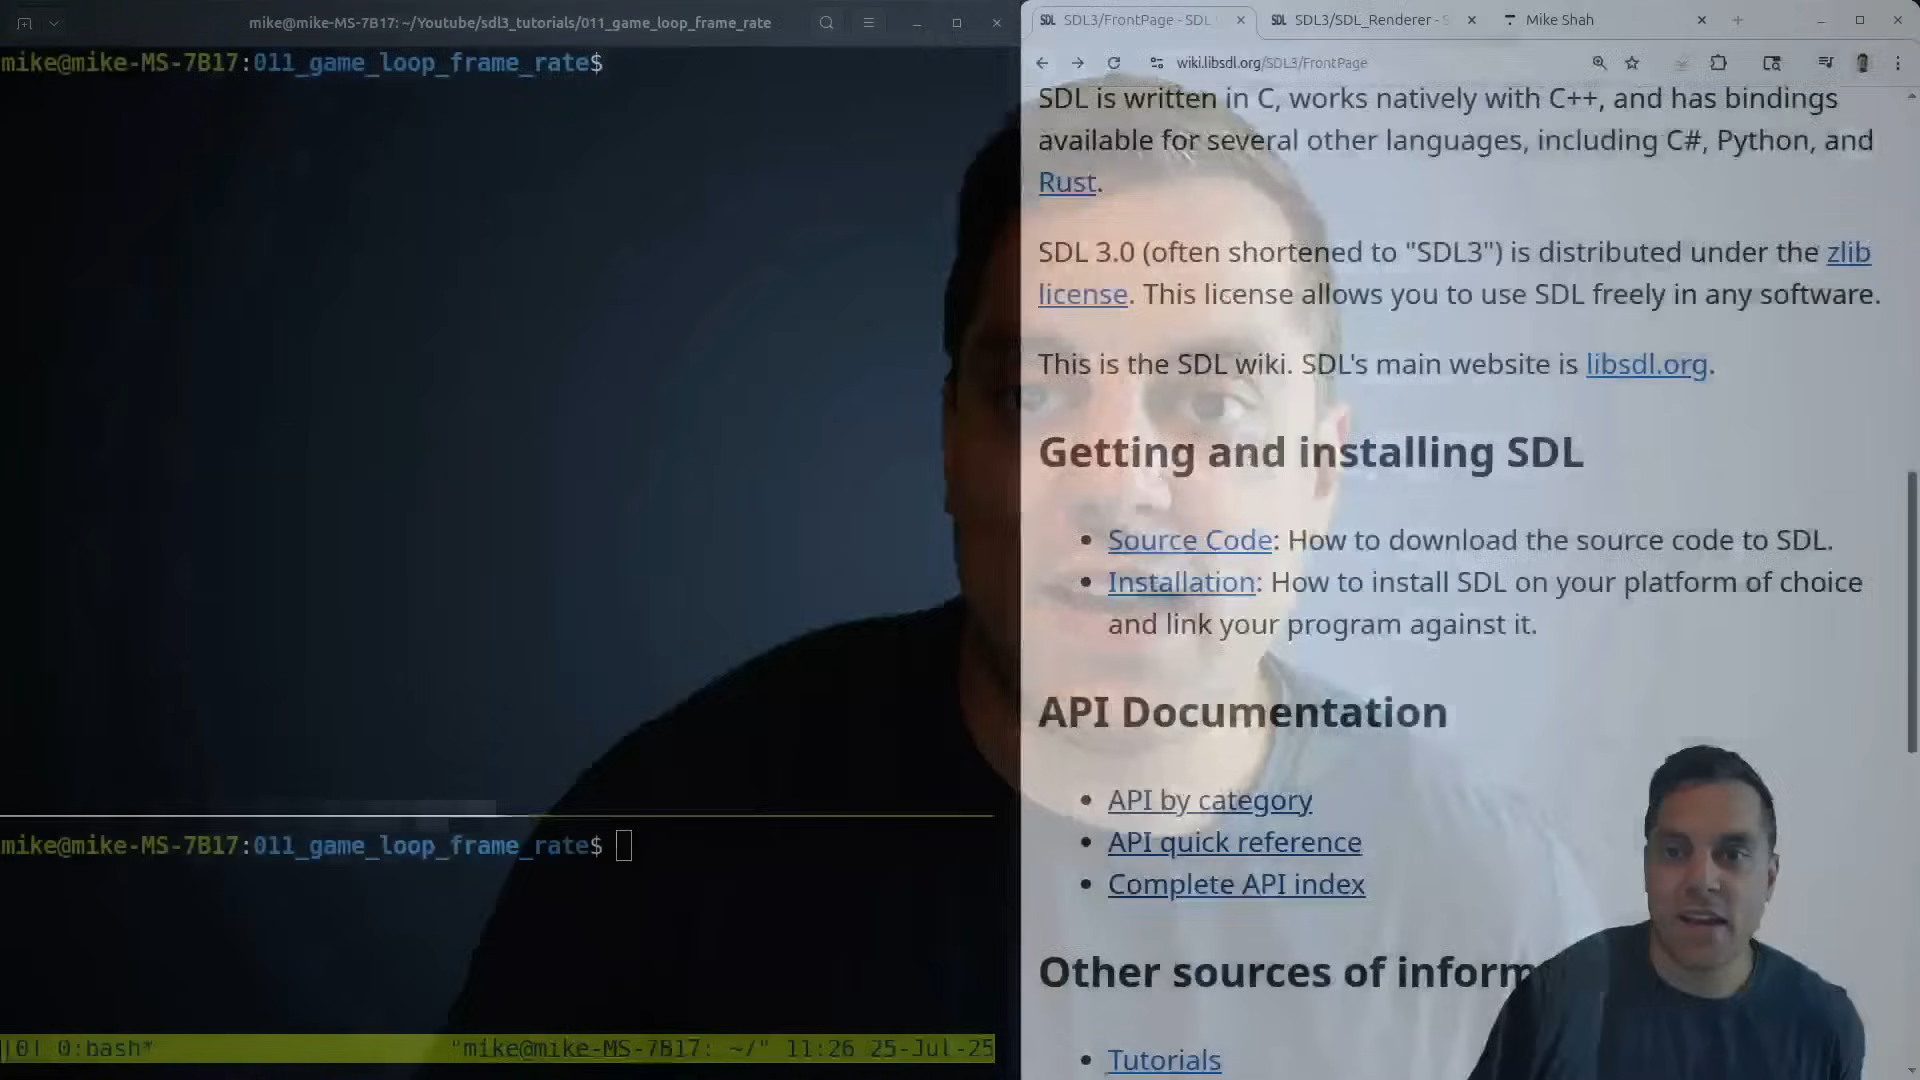 mike@mike-MS-7B17: ~/Youtube/sdl3_tutorials/011_game_loop_frame_rate
mike@mike-MS-7B17:011_game_loop_frame_rate$
mike@mike-MS-7B17:011_game_loop_frame_rate$
[0] 0:bash* "mike@mike-MS-7B17: ~/" 11:26 25-Jul-25
SDL3/FrontPage - SDL
SDL3/SDL_Renderer - S
Mike Shah
wiki.libsdl.org/SDL3/FrontPage
SDL is written in C, works natively with C++, and has bindings
available for several other languages, including C#, Python, and
Rust.
SDL 3.0 (often shortened to "SDL3") is distributed under the zlib
license. This license allows you to use SDL freely in any software.
This is the SDL wiki. SDL's main website is libsdl.org.
Getting and installing SDL
• Source Code: How to download the source code to SDL.
• Installation: How to install SDL on your platform of choice
and link your program against it.
API Documentation
• API by category
• API quick reference
• Complete API index
Other sources of inform
• Tutorials